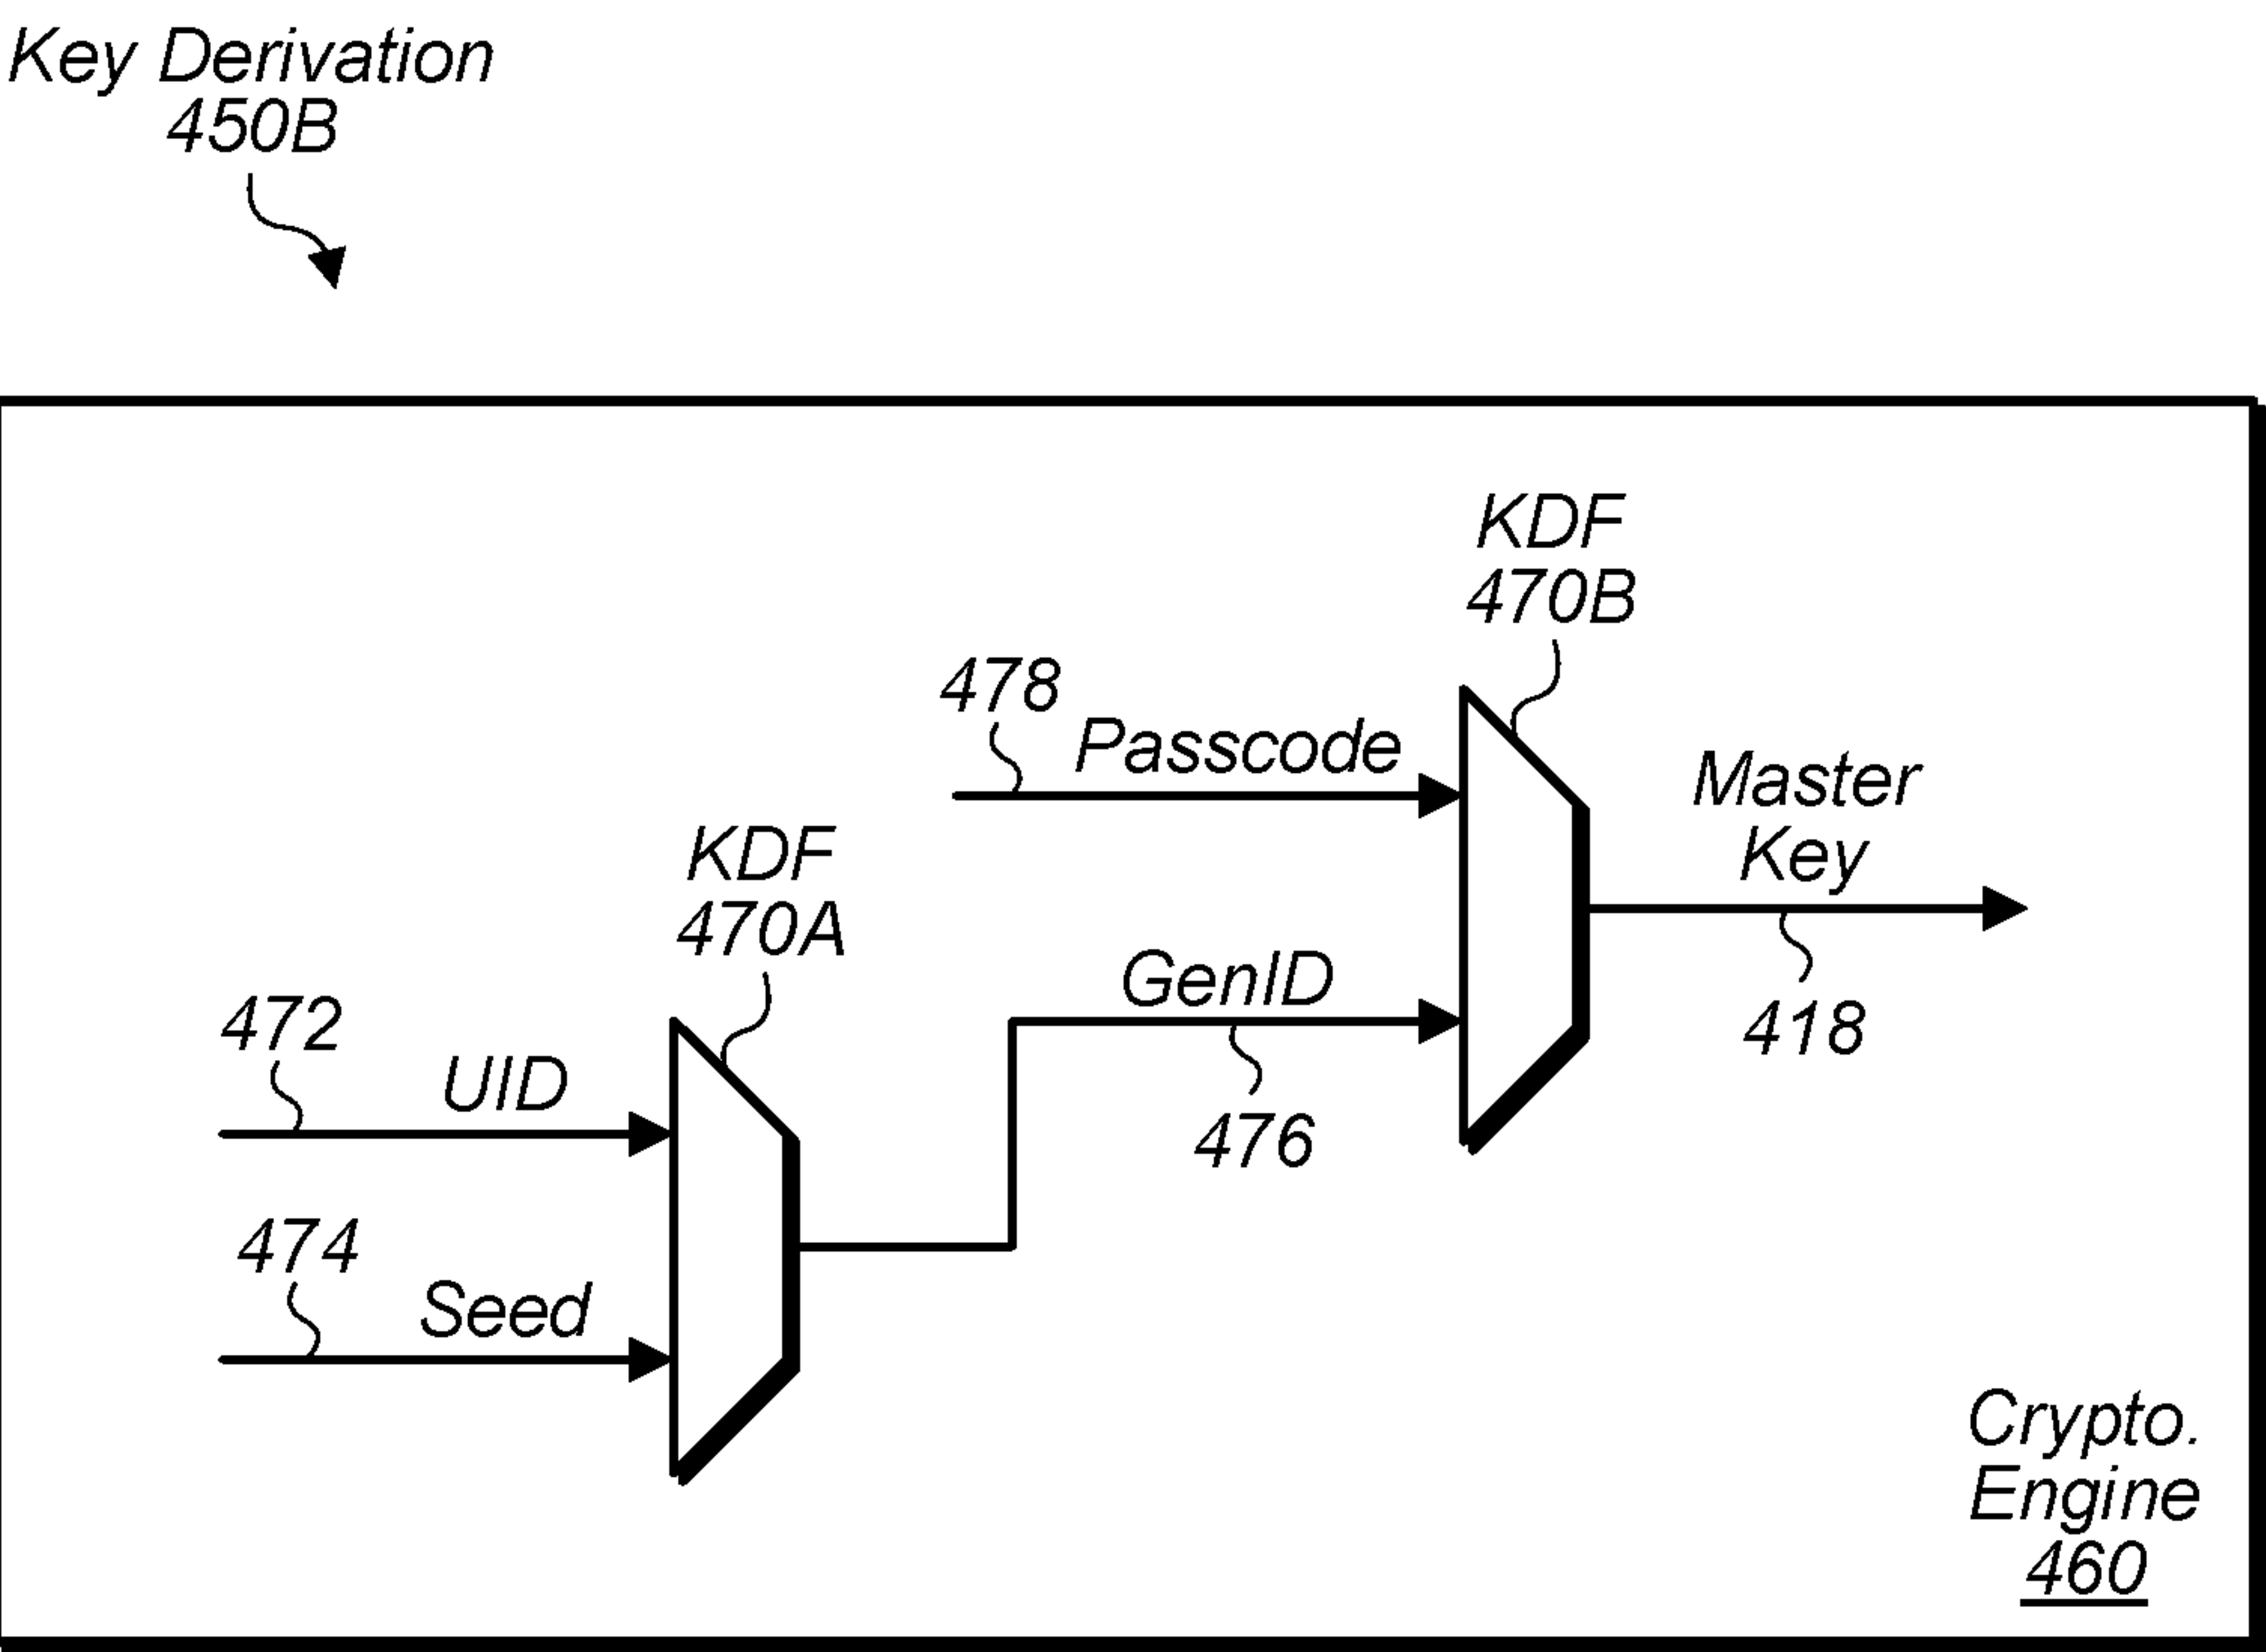 Key Derivation
450B
KDF
470B
478
Passcode
Master
Key
KDF
470A
GenID
472
418
UID
476
474
Seed
Crypto.
Engine
460